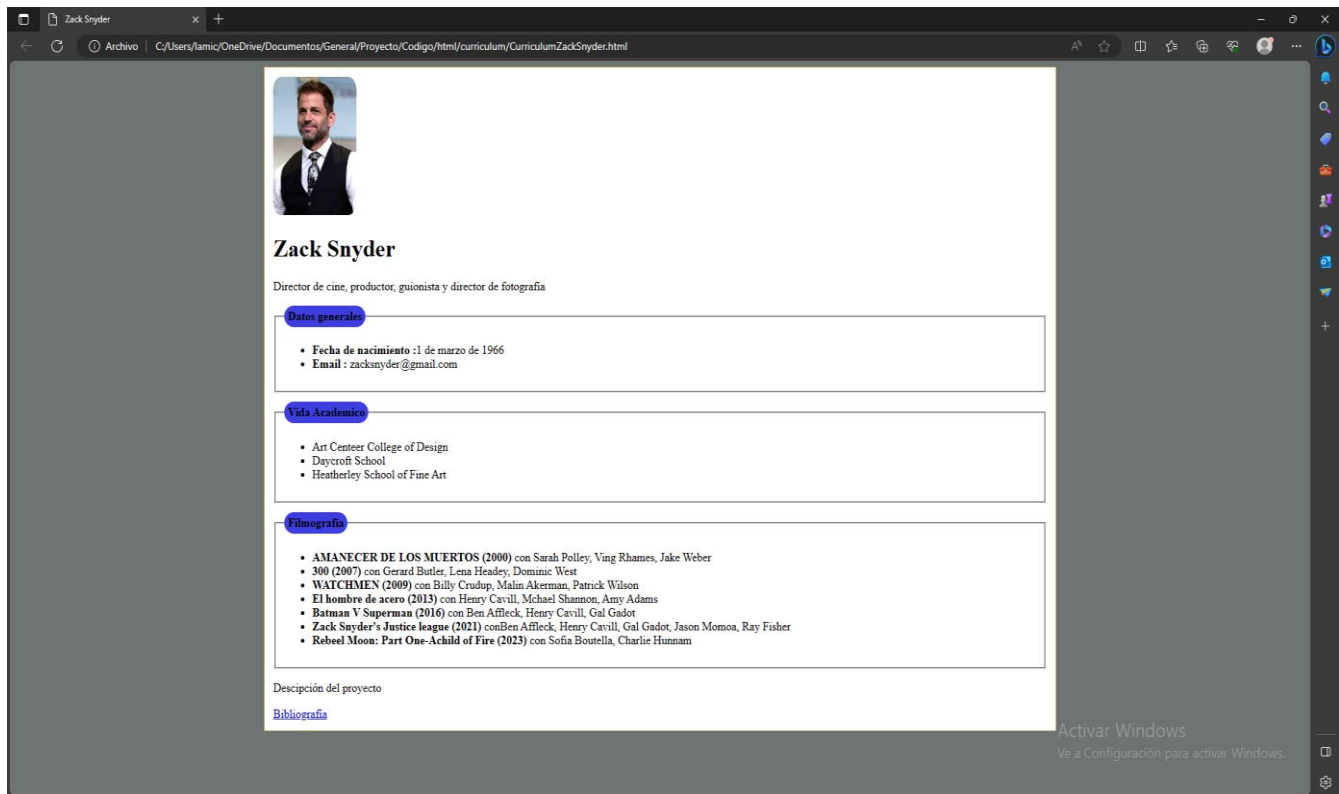 Zack Snyder
Archivo C:/Users/lamic/OneDrive/Documentos/General/Proyecto/Codigo/html/curriculum/CurriculumZackSnyder.html
Zack Snyder
Director de cine, productor, guionista y director de fotografía
Datos generales
• Fecha de nacimiento :1 de marzo de 1966
• Email : zacksnyder@gmail.com
Vida Academico
• Art Centeer College of Design
• Daycroft School
• Heatherley School of Fine Art
Filmografia
• AMANECER DE LOS MUERTOS (2000) con Sarah Polley, Ving Rhames, Jake Weber
• 300 (2007) con Gerard Butler, Lena Headey, Dominic West
• WATCHMEN (2009) con Billy Crudup, Malin Akerman, Patrick Wilson
• El hombre de acero (2013) con Henry Cavill, Mchael Shannon, Amy Adams
• Batman V Superman (2016) con Ben Affleck, Henry Cavill, Gal Gadot
• Zack Snyder's Justice league (2021) conBen Affleck, Henry Cavill, Gal Gadot, Jason Momoa, Ray Fisher
• Rebeel Moon: Part One-Achild of Fire (2023) con Sofia Boutella, Charlie Hunnam
Descipción del proyecto
Bibliografia
Activar Windows
Ve a Configuración para activar Windows.